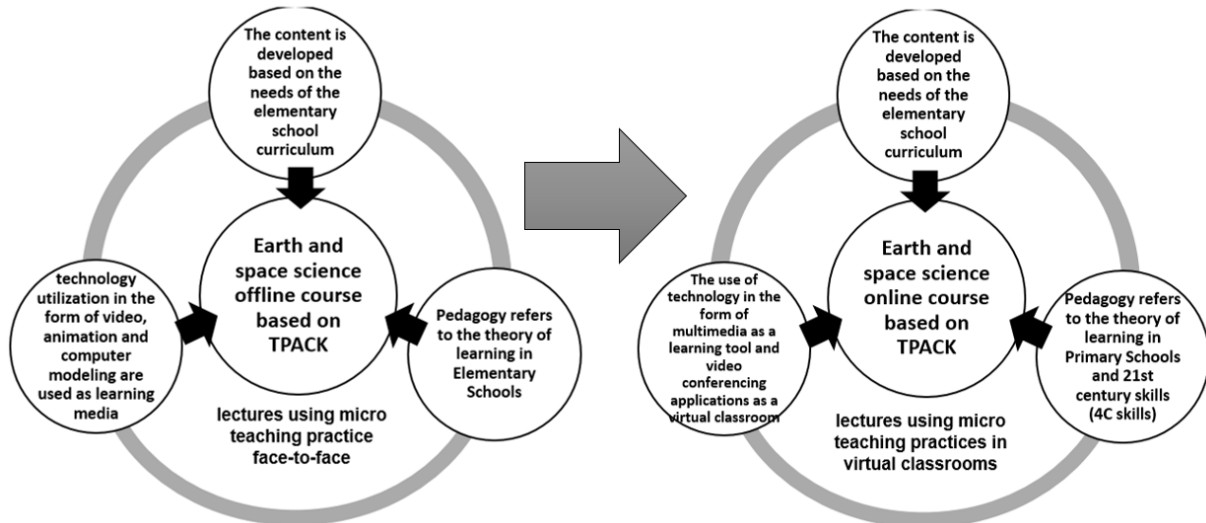 The content is
developed
based on the
needs of the
elementary
school
curriculum
Earth and
space science
offline course
based on
TPACK
technology
utilization in the
form of video,
animation and
computer
modeling are
used as learning
media
Pedagogy refers
to the theory of
learning in
Elementary
Schools
lectures using micro
teaching practice
face-to-face
The content is
developed
based on the
needs of the
elementary
school
curriculum
Earth and
space science
online course
based on
TPACK
The use of
technology in the
form of
multimedia as a
learning tool and
video
conferencing
applications as a
virtual classroom
Pedagogy refers
to the theory of
learning in
Primary Schools
and 21st
century skills
(4C skills)
lectures using micro
teaching practices in
virtual classrooms